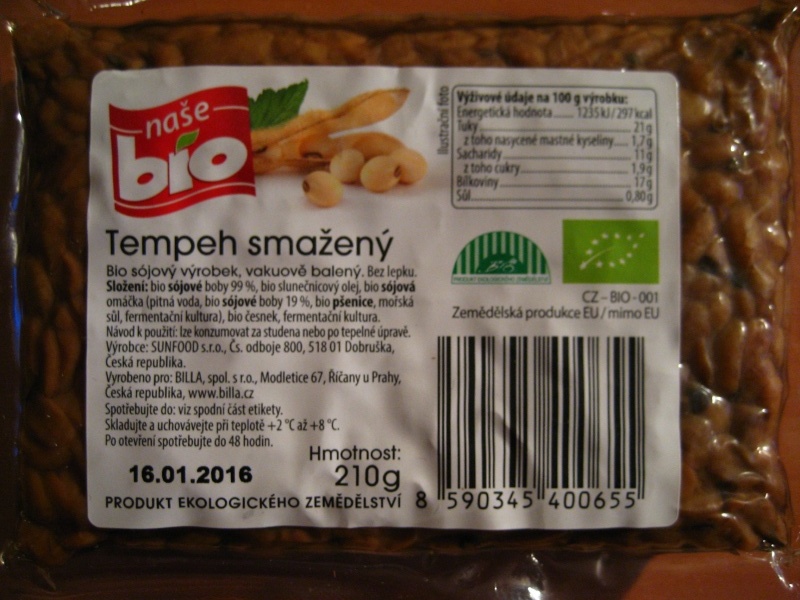 naše
bio
Ilustrační foto
Výživové údaje na 100 g výrobku:
Energetická hodnota..... 1235 kJ / 297 kcal
Tuky..... 21 g
z toho nasycené mastné kyseliny..... 1,7 g
Sacharidy..... 11 g
z toho cukry..... 1,9 g
Bílkoviny..... 17 g
Sůl..... 0,80 g
Tempeh smažený
Bio sójový výrobek, vakuově balený. Bez lepku.
Složení: bio sójové boby 99 %, bio slunečnicový olej, bio sójová
omáčka (pitná voda, bio sójové boby 19 %, bio pšenice, mořská
sůl, fermentační kultura), bio česnek, fermentační kultura.
Návod k použití: lze konzumovat za studena nebo po tepelné úpravě.
Výrobce: SUNFOOD s.r.o., Čs. odboje 800, 518 01 Dobruška,
Česká republika.
Vyrobeno pro: BILLA, spol. s r.o., Modletice 67, Říčany u Prahy,
Česká republika, www.billa.cz
Spotřebujte do: viz spodní část etikety.
Skladujte a uchovávejte při teplotě +2 °C až +8 °C.
Po otevření spotřebujte do 48 hodin.
BIO
PRODUKT EKOLOGICKÉHO ZEMĚDĚLSTVÍ
CZ – BIO - 001
Zemědělská produkce EU / mimo EU
Hmotnost:
16.01.2016 210g
PRODUKT EKOLOGICKÉHO ZEMĚDĚLSTVÍ
8 590345 400655